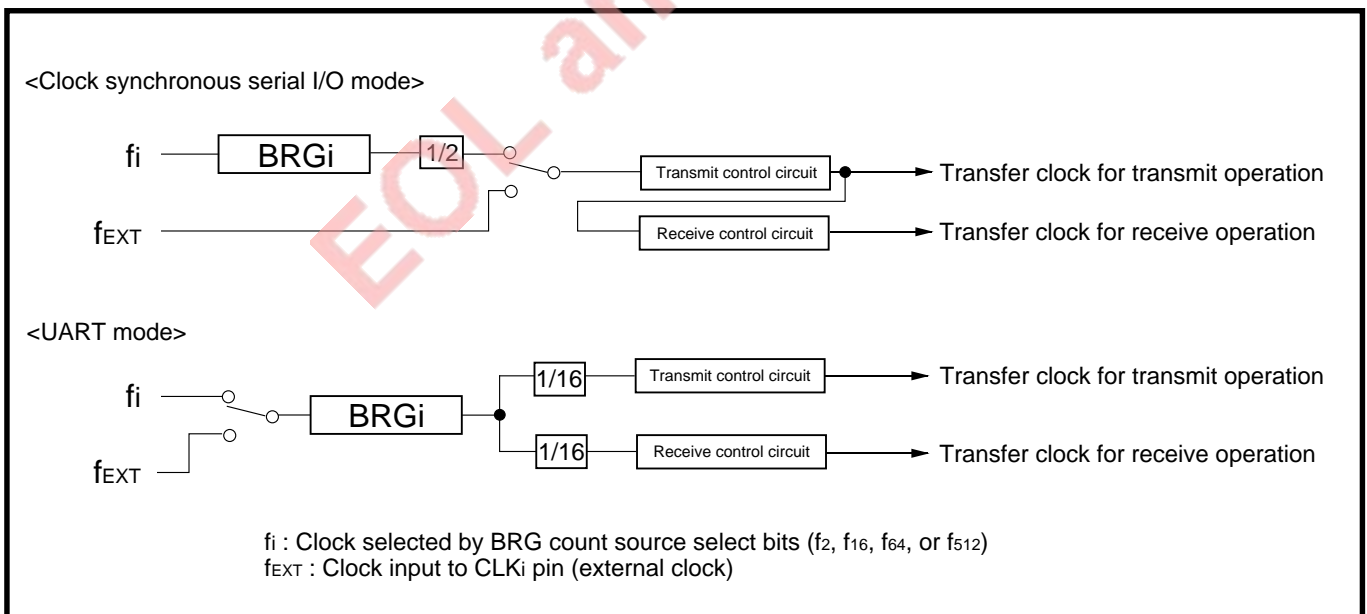 EOL an
<Clock synchronous serial I/O mode>
fi
BRGi
1/2
Transmit control circuit
Transfer clock for transmit operation
fEXT
Receive control circuit
Transfer clock for receive operation
<UART mode>
fi
BRGi
1/16
Transmit control circuit
Transfer clock for transmit operation
fEXT
1/16
Receive control circuit
Transfer clock for receive operation
fi : Clock selected by BRG count source select bits (f2, f16, f64, or f512)
fEXT : Clock input to CLKi pin (external clock)